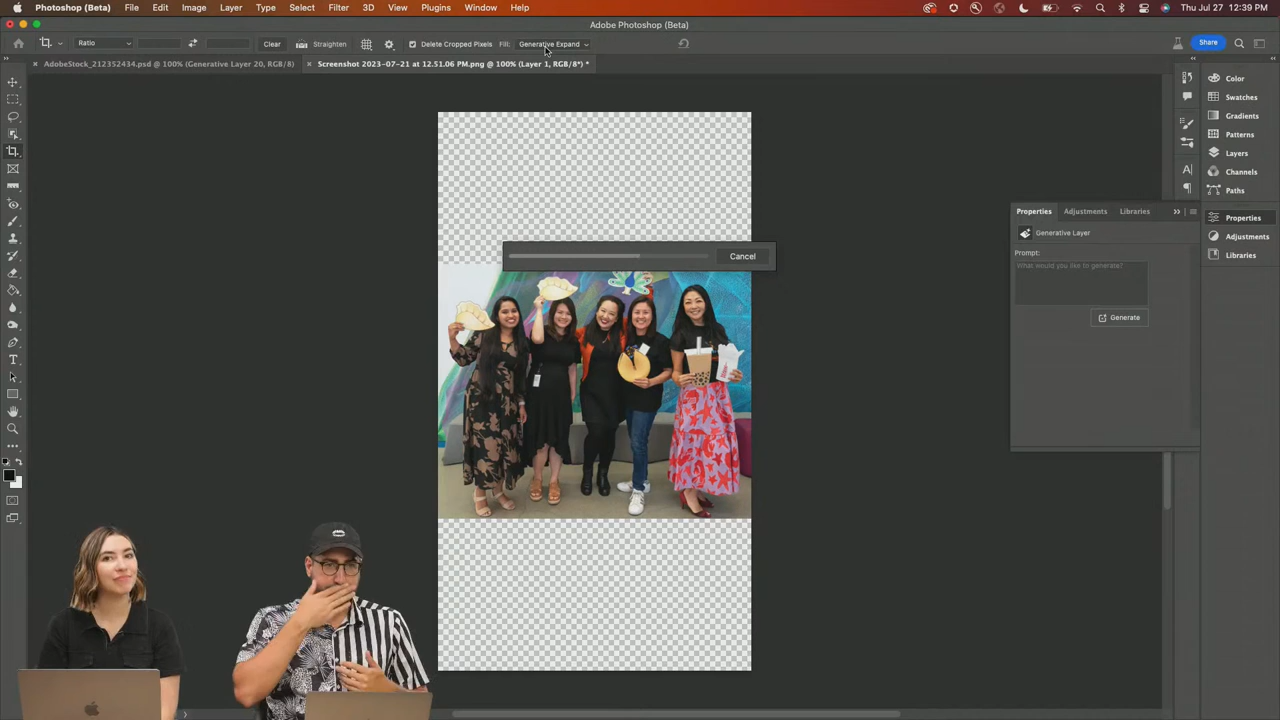 Photoshop (Beta) File Edit Image Layer Type Select Filter 3D View Plugins Window Help Thu Jul 27 12:39 PM
Adobe Photoshop (Beta)
Ratio Clear Straighten Delete Cropped Pixels Fill: Generative Expand Share
AdobeStock_212352434.psd @ 100% (Generative Layer 20, RGB/8) Screenshot 2023-07-21 at 12.51.06 PM.png @ 100% (Layer 1, RGB/8*) *
Color
Swatches
Gradients
Patterns
Layers
Channels
Paths
Properties
Adjustments
Libraries
Properties Adjustments Libraries
Generative Layer
Prompt:
What would you like to generate?
Generate
Cancel